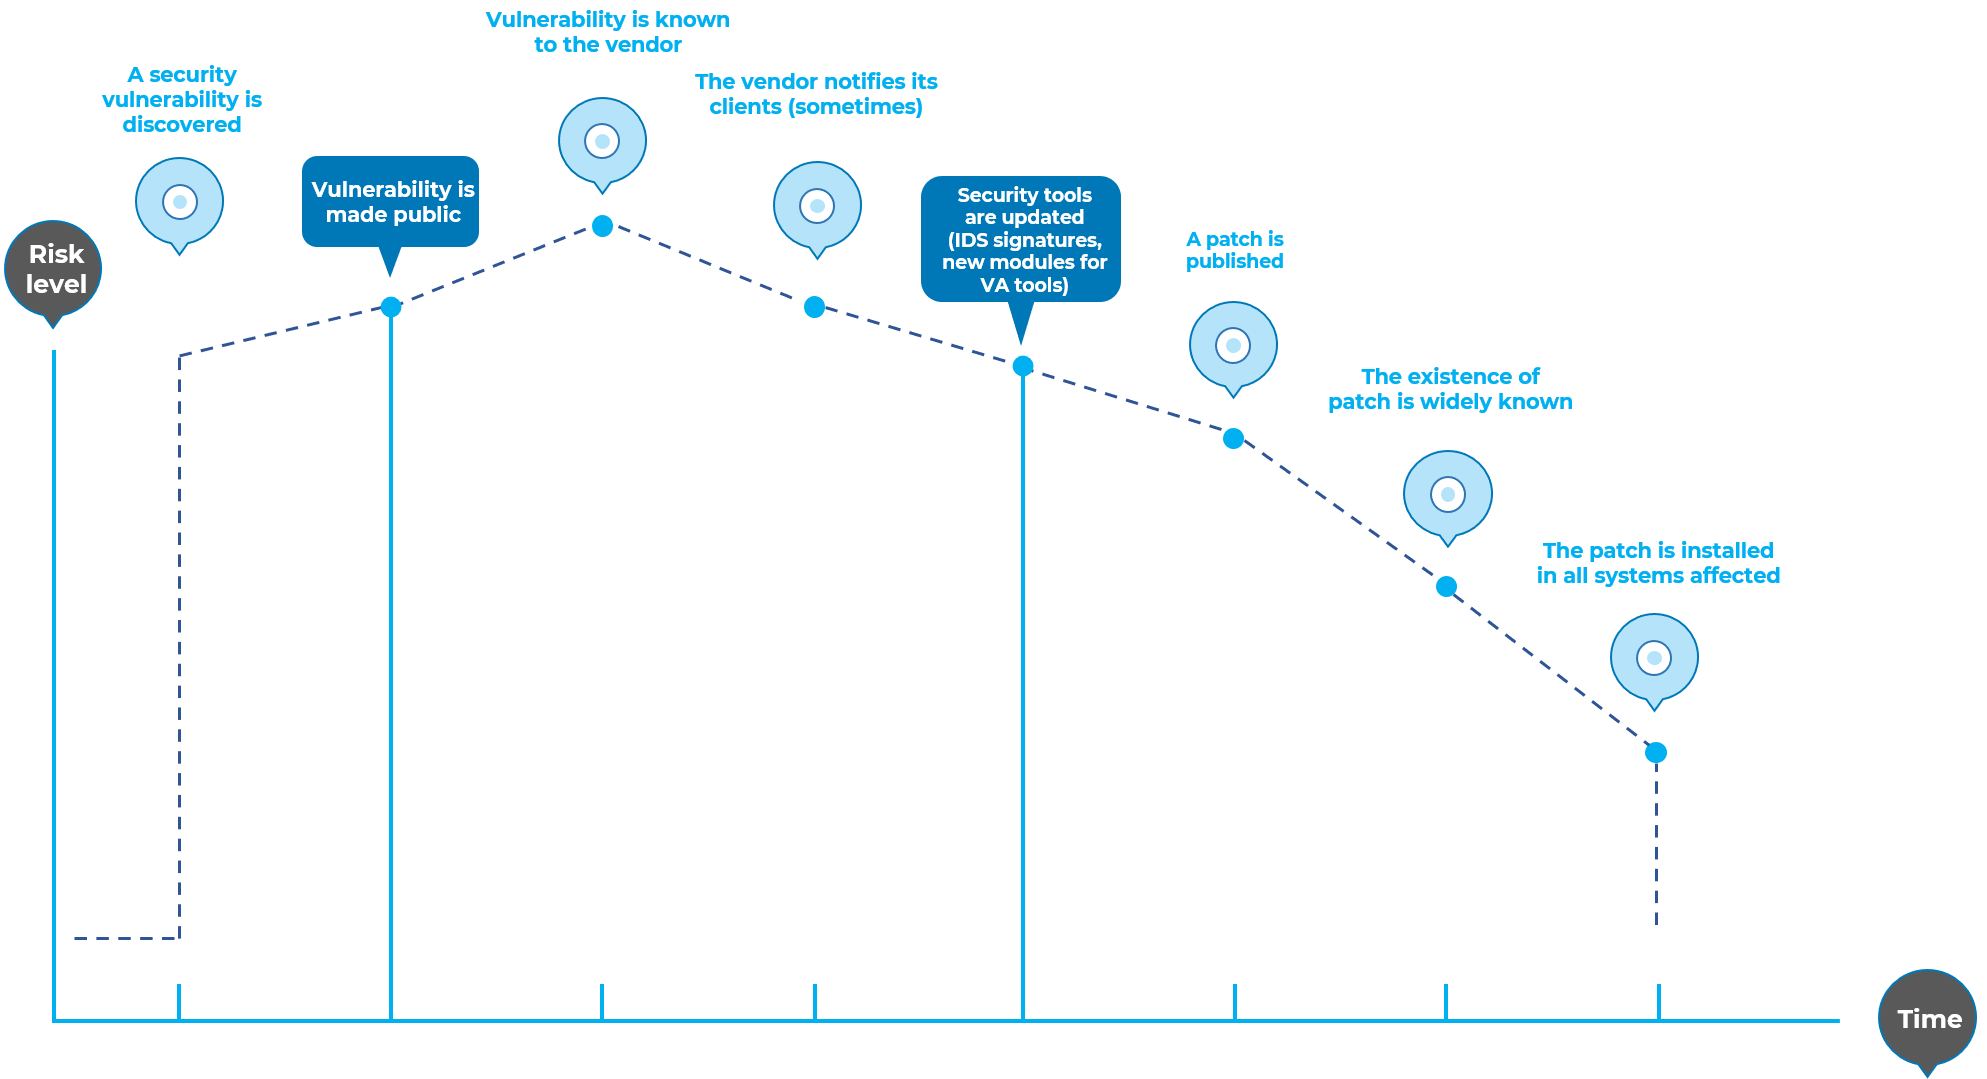 Vulnerability is known
to the vendor
A security
vulnerability is
discovered
The vendor notifies its
clients (sometimes)
Vulnerability is
made public
Security tools
are updated
(IDS signatures,
new modules for
VA tools)
Risk
level
A patch is
published
The existence of
patch is widely known
The patch is installed
in all systems affected
Time